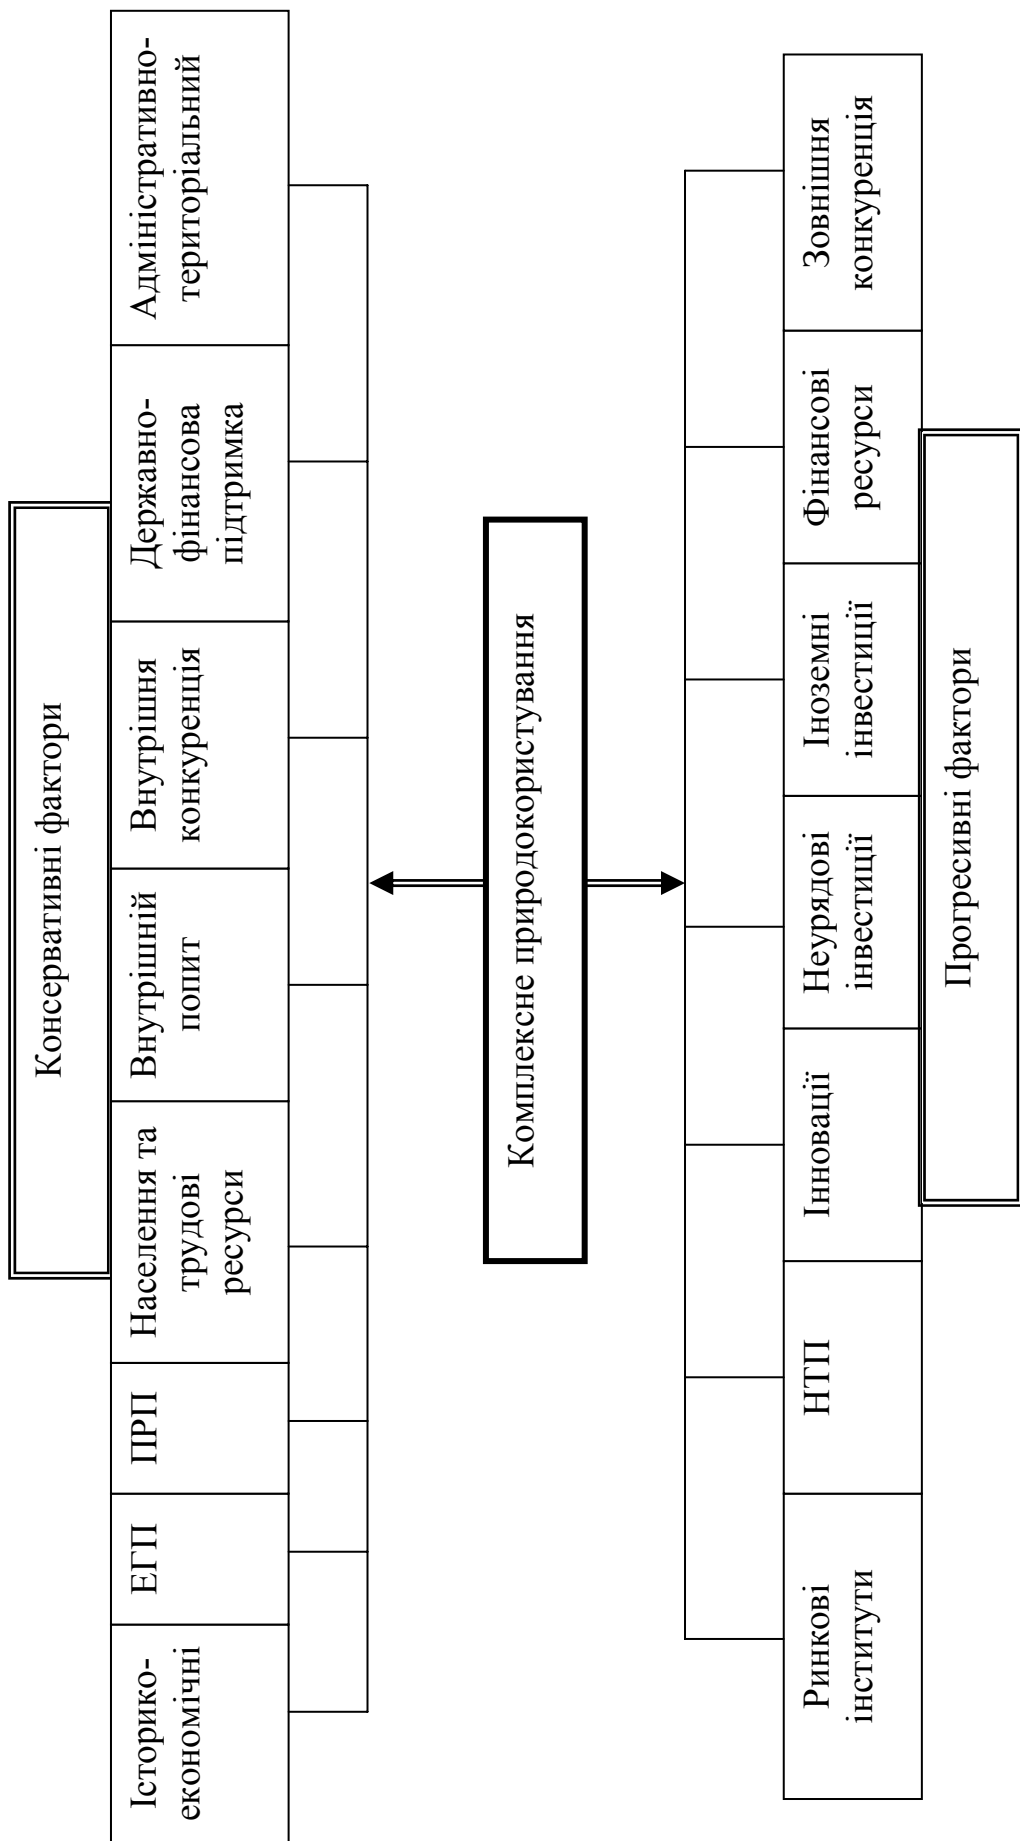 Консервативні фактори
Історико-
економічні
ЕГП
ПРП
Населення та
трудові
ресурси
Внутрішній
попит
Внутрішня
конкуренція
Державно-
фінансова
підтримка
Адміністративно-
територіальний
Комплексне природокористування
Ринкові
інститути
НТП
Інновації
Неурядові
інвестиції
Іноземні
інвестиції
Фінансові
ресурси
Зовнішня
конкуренція
Прогресивні фактори